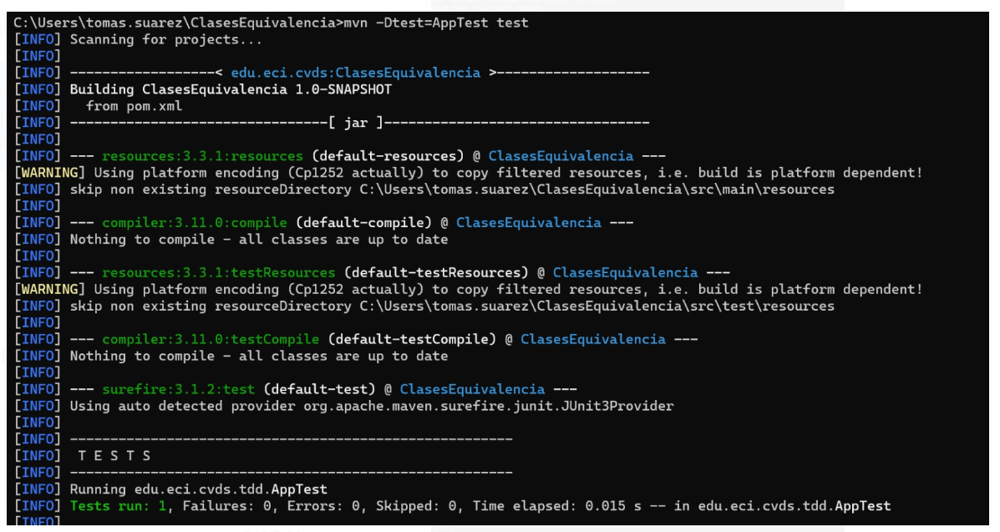 C:\Users\tomas.suarez\ClasesEquivalencia>mvn -Dtest=AppTest test
[INFO] Scanning for projects...
[INFO]
[INFO] ------------------< edu.eci.cvds:ClasesEquivalencia >-------------------
[INFO] Building ClasesEquivalencia 1.0-SNAPSHOT
[INFO]   from pom.xml
[INFO] --------------------------------[ jar ]---------------------------------
[INFO]
[INFO] --- resources:3.3.1:resources (default-resources) @ ClasesEquivalencia ---
[WARNING] Using platform encoding (Cp1252 actually) to copy filtered resources, i.e. build is platform dependent!
[INFO] skip non existing resourceDirectory C:\Users\tomas.suarez\ClasesEquivalencia\src\main\resources
[INFO]
[INFO] --- compiler:3.11.0:compile (default-compile) @ ClasesEquivalencia ---
[INFO] Nothing to compile - all classes are up to date
[INFO]
[INFO] --- resources:3.3.1:testResources (default-testResources) @ ClasesEquivalencia ---
[WARNING] Using platform encoding (Cp1252 actually) to copy filtered resources, i.e. build is platform dependent!
[INFO] skip non existing resourceDirectory C:\Users\tomas.suarez\ClasesEquivalencia\src\test\resources
[INFO]
[INFO] --- compiler:3.11.0:testCompile (default-testCompile) @ ClasesEquivalencia ---
[INFO] Nothing to compile - all classes are up to date
[INFO]
[INFO] --- surefire:3.1.2:test (default-test) @ ClasesEquivalencia ---
[INFO] Using auto detected provider org.apache.maven.surefire.junit.JUnit3Provider
[INFO]
[INFO] -------------------------------------------------------
[INFO]  T E S T S
[INFO] -------------------------------------------------------
[INFO] Running edu.eci.cvds.tdd.AppTest
[INFO] Tests run: 1, Failures: 0, Errors: 0, Skipped: 0, Time elapsed: 0.015 s -- in edu.eci.cvds.tdd.AppTest
[INFO]